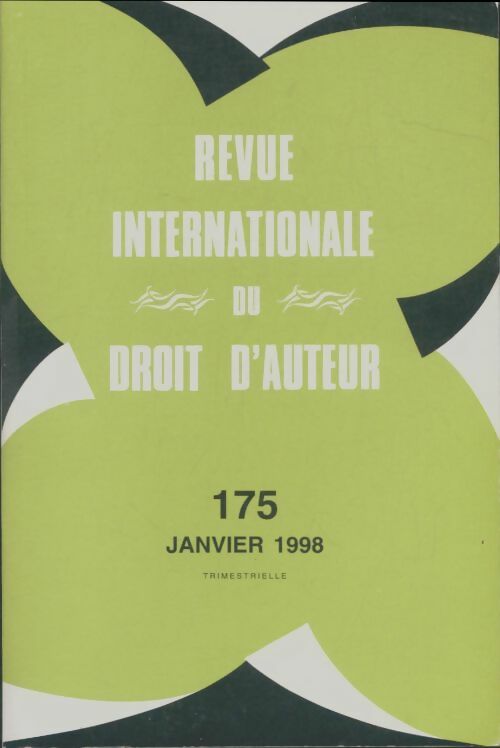 REVUE
INTERNATIONALE
DU
DROIT D'AUTEUR
175
JANVIER 1998
TRIMESTRIELLE